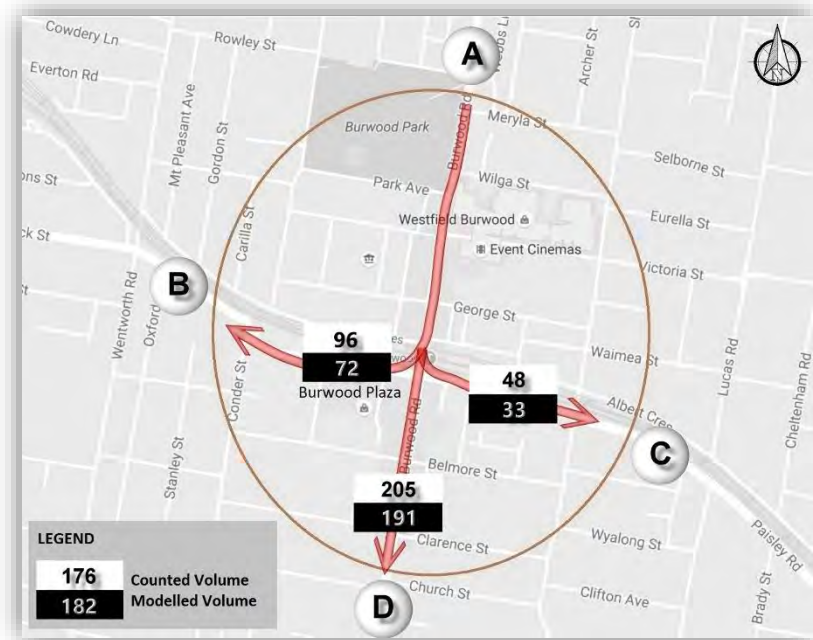 Cowdery Ln
Rowley St
Everton Rd
Mt Pleasant Ave
Gordon St
A
Webbs Ln
Archer St
N
Burwood Park
Burwood Rd
Meryla St
Selborne St
Park Ave
Wilga St
Carilla St
Westfield Burwood
Eurella St
Event Cinemas
Victoria St
B
Wentworth Rd
Oxford
George St
Waimea St
Lucas Rd
Cheltenham Rd
96
72
Burwood Plaza
48
33
Conder St
Albert Cres
C
Stanley St
Burwood Rd
Belmore St
205
191
Clarence St
Wyalong St
Paisley Rd
Church St
Clifton Ave
Brady St
D
LEGEND
176 Counted Volume
182 Modelled Volume